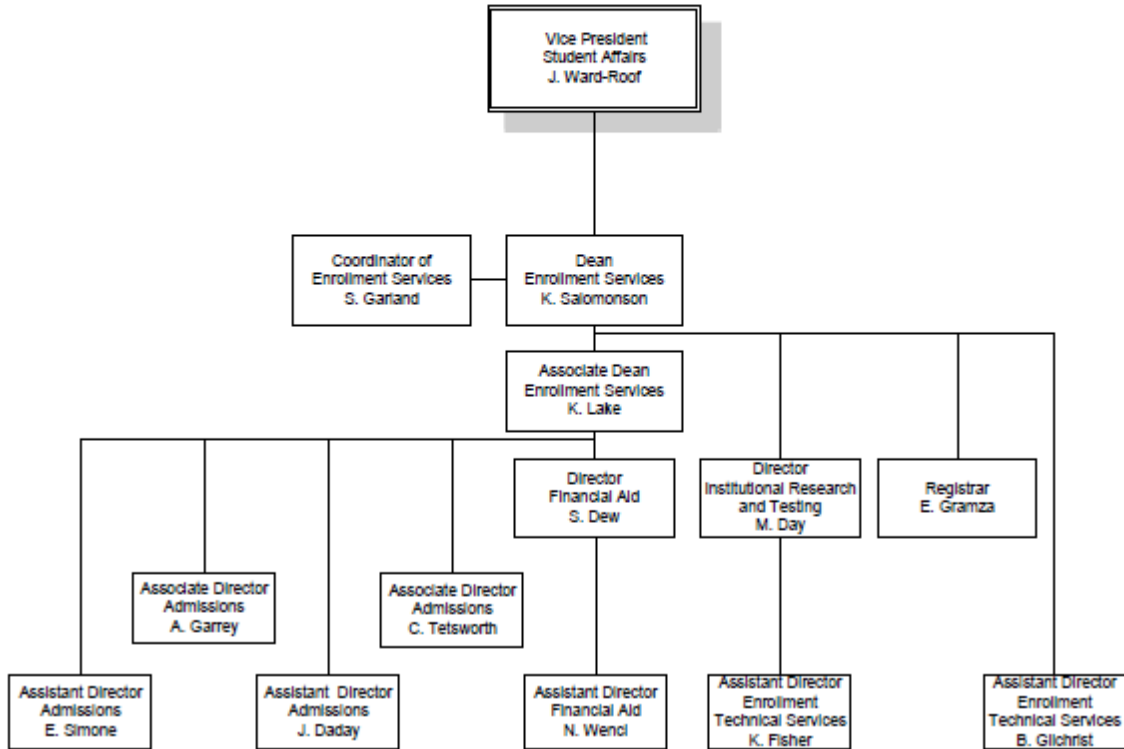 Vice President
Student Affairs
J. Ward-Roof
Coordinator of
Enrollment Services
S. Garland
Dean
Enrollment Services
K. Salomonson
Associate Dean
Enrollment Services
K. Lake
Director
Financial Aid
S. Dew
Director
Institutional Research
and Testing
M. Day
Registrar
E. Gramza
Associate Director
Admissions
A. Garrey
Associate Director
Admissions
C. Tetsworth
Assistant Director
Admissions
E. Simone
Assistant Director
Admissions
J. Daday
Assistant Director
Financial Aid
N. Wencl
Assistant Director
Enrollment
Technical Services
K. Fisher
Assistant Director
Enrollment
Technical Services
B. Gilchrist